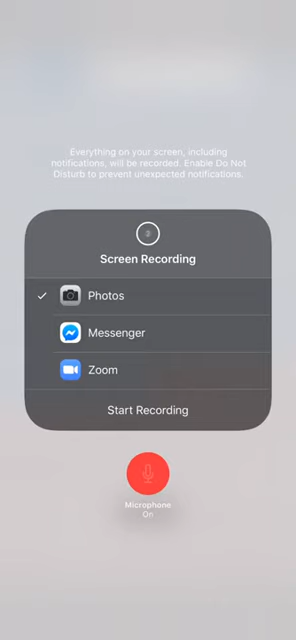 Everything on your screen, including
notifications, will be recorded. Enable Do Not
Disturb to prevent unexpected notifications.
Screen Recording
Photos
Messenger
Zoom
Start Recording
Microphone
On